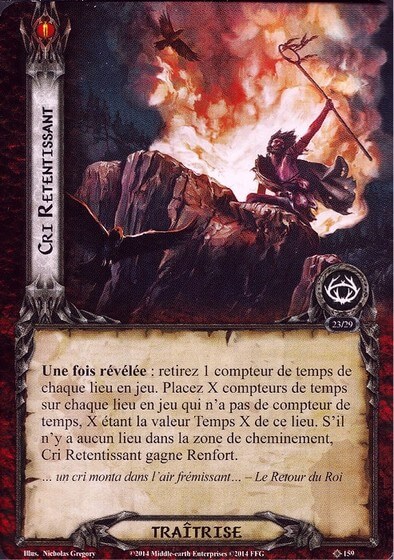 CRI RETENTISSANT
23/29
Une fois révélée : retirez 1 compteur de temps de
chaque lieu en jeu. Placez X compteurs de temps
sur chaque lieu en jeu qui n'a pas de compteur de
temps, X étant la valeur Temps X de ce lieu. S'il
n'y a aucun lieu dans la zone de cheminement,
Cri Retentissant gagne Renfort.
... un cri monta dans l'air frémissant… – Le Retour du Roi
TRAÎTRISE
Illus. Nicholas Gregory ©2014 Middle-earth Enterprises ©2014 FFG 159